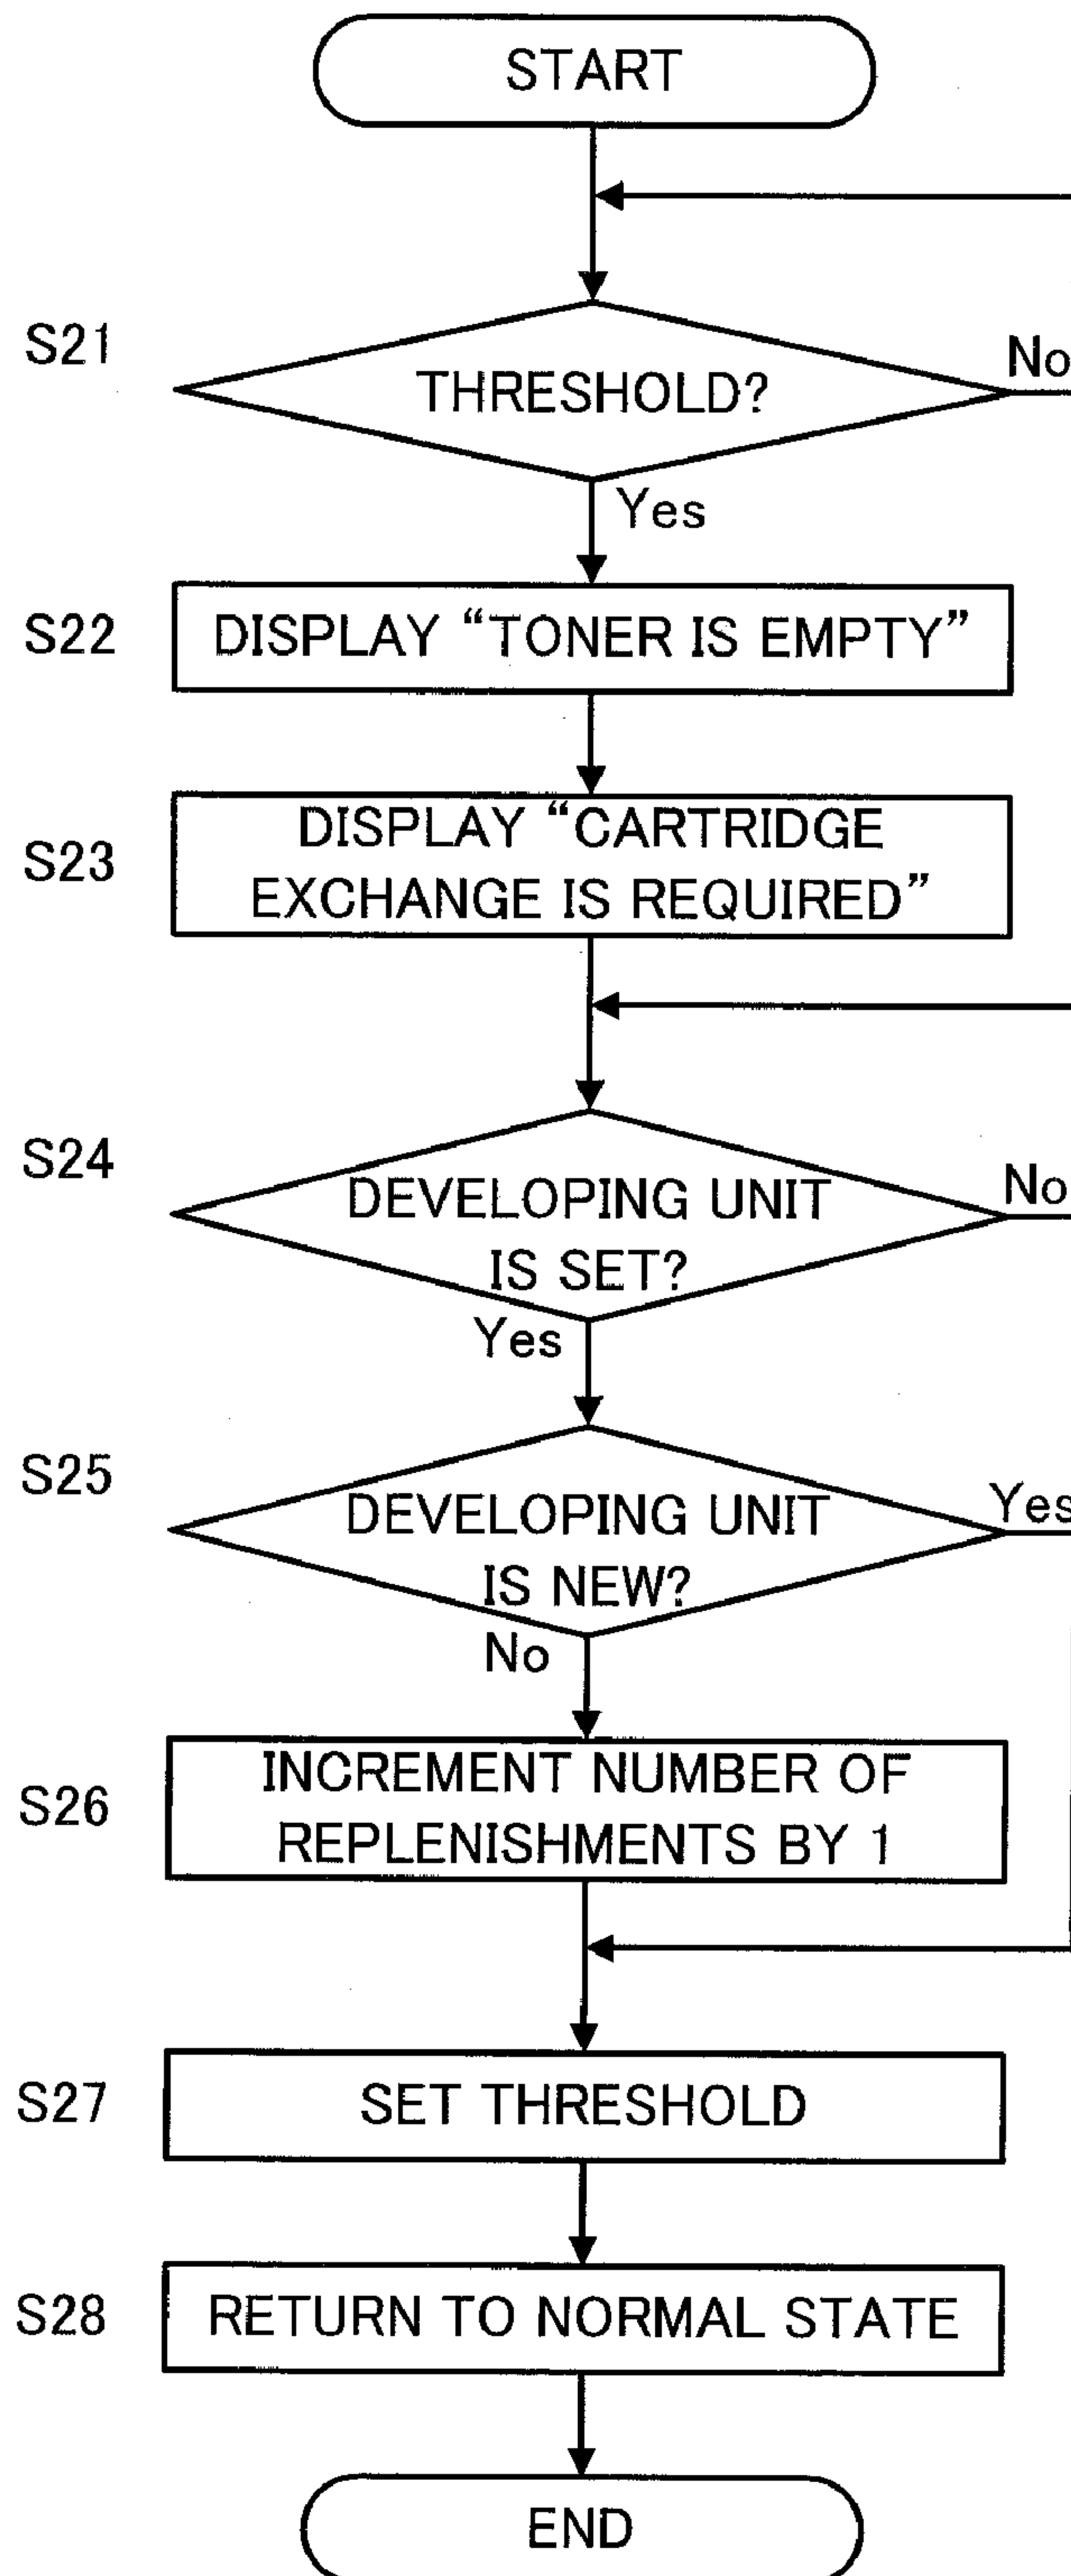 START
S21
THRESHOLD?
No
Yes
S22
DISPLAY “TONER IS EMPTY”
S23
DISPLAY “CARTRIDGE
EXCHANGE IS REQUIRED”
S24
DEVELOPING UNIT
IS SET?
No
Yes
S25
DEVELOPING UNIT
IS NEW?
Yes
No
S26
INCREMENT NUMBER OF
REPLENISHMENTS BY 1
S27
SET THRESHOLD
S28
RETURN TO NORMAL STATE
END